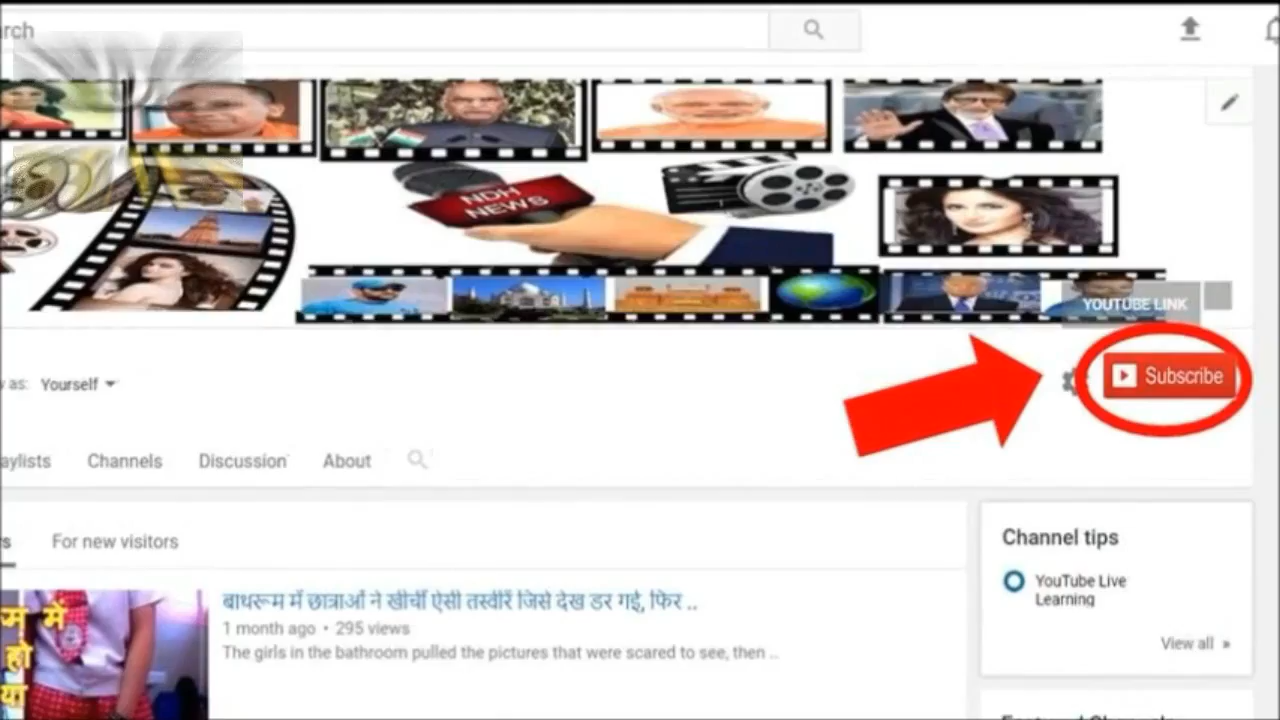 rch
NDH
NEWS
YOUTUBE LINK
as: Yourself
Subscribe
aylists Channels Discussion About
s For new visitors
Channel tips
YouTube Live
Learning
View all »
बाथरूम में छात्राओं ने खींचीं ऐसी तस्वीरें जिसे देख डर गई, फिर ..
1 month ago • 295 views
The girls in the bathroom pulled the pictures that were scared to see, then ..
म में
हो
या